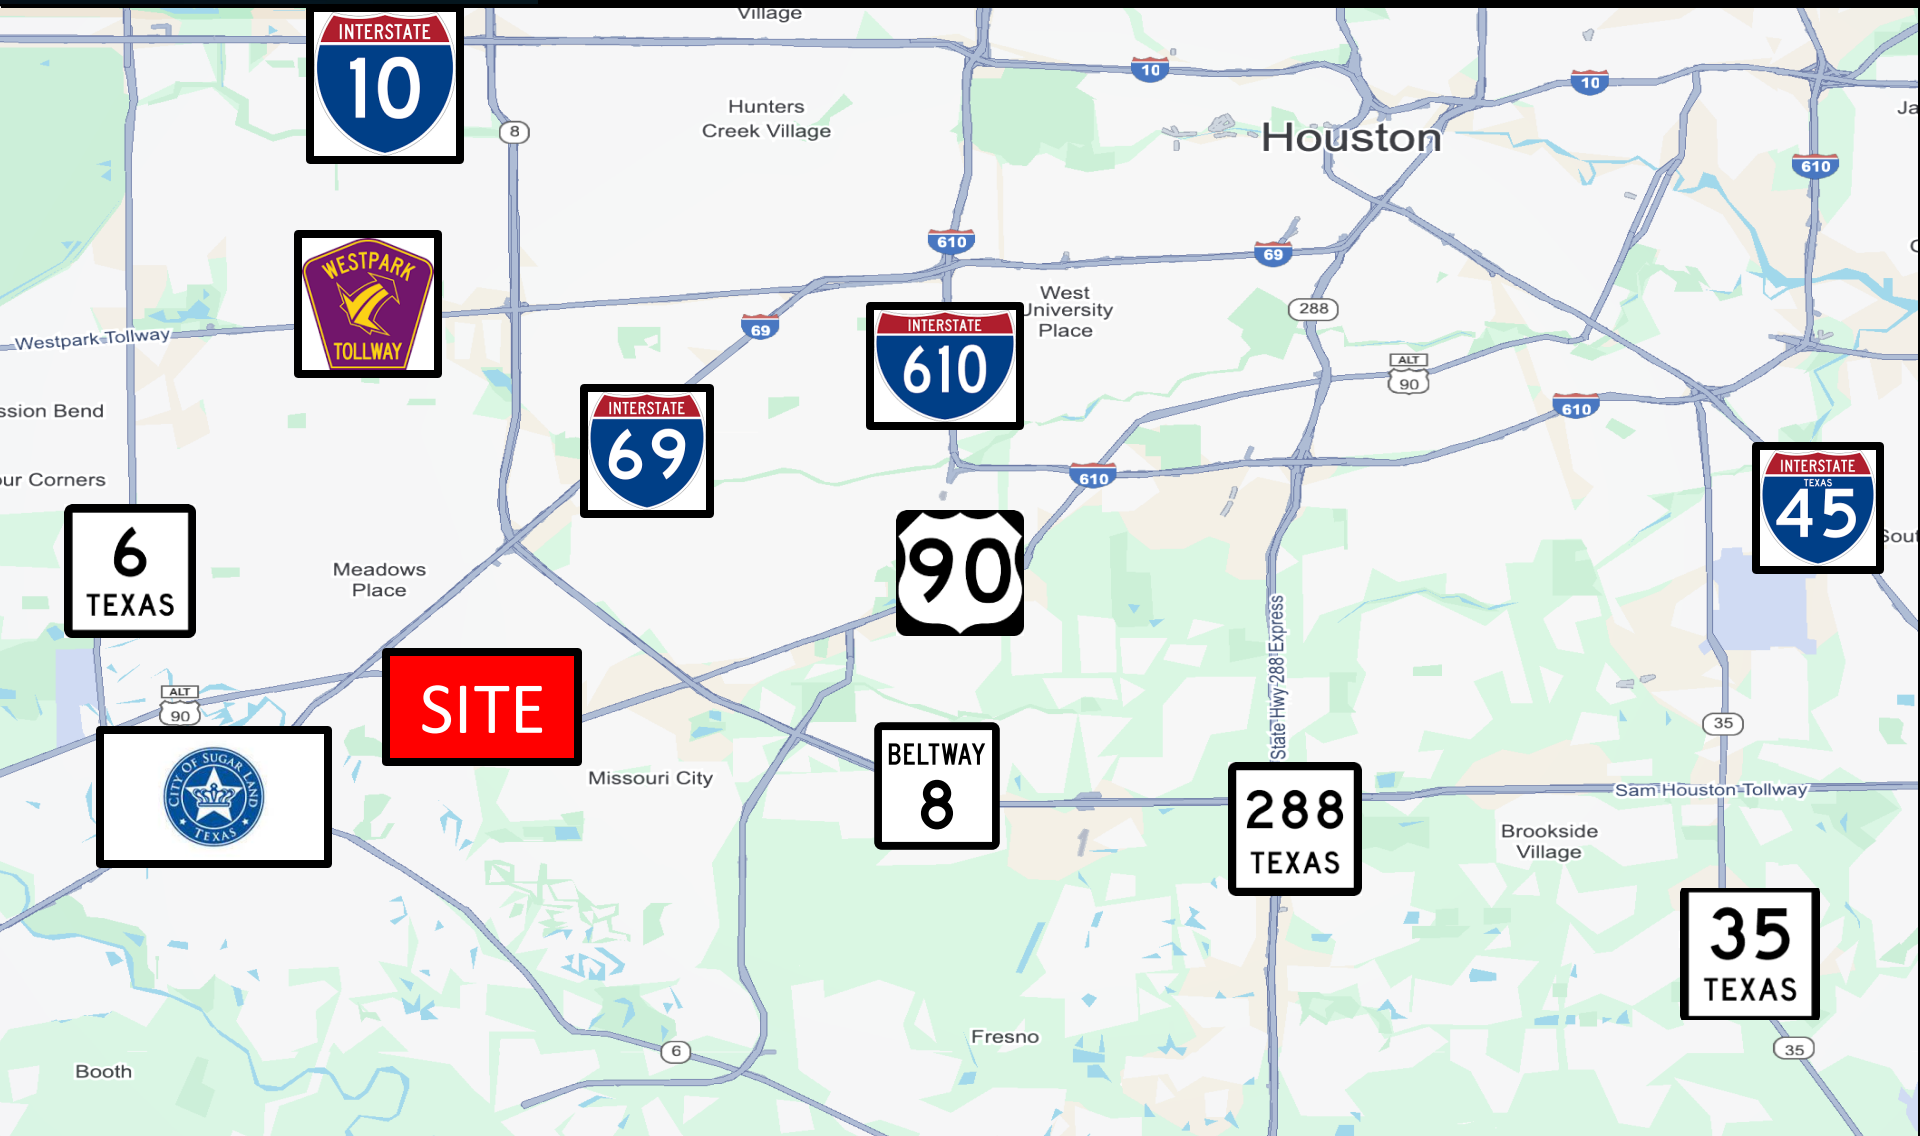 Village
INTERSTATE
10
10
10
Hunters
Creek Village
8
Houston
610
WESTPARK
TOLLWAY
610
69
West
University
Place
288
Westpark Tollway
69
INTERSTATE
610
ALT
90
ssion Bend
INTERSTATE
69
610
our Corners
610
INTERSTATE
TEXAS
45
6
TEXAS
90
Meadows
Place
State Hwy 288 Express
SITE
ALT
90
35
CITY OF SUGAR LAND
TEXAS
Missouri City
BELTWAY
8
288
TEXAS
Sam Houston Tollway
Brookside
Village
35
TEXAS
Fresno
6
35
Booth